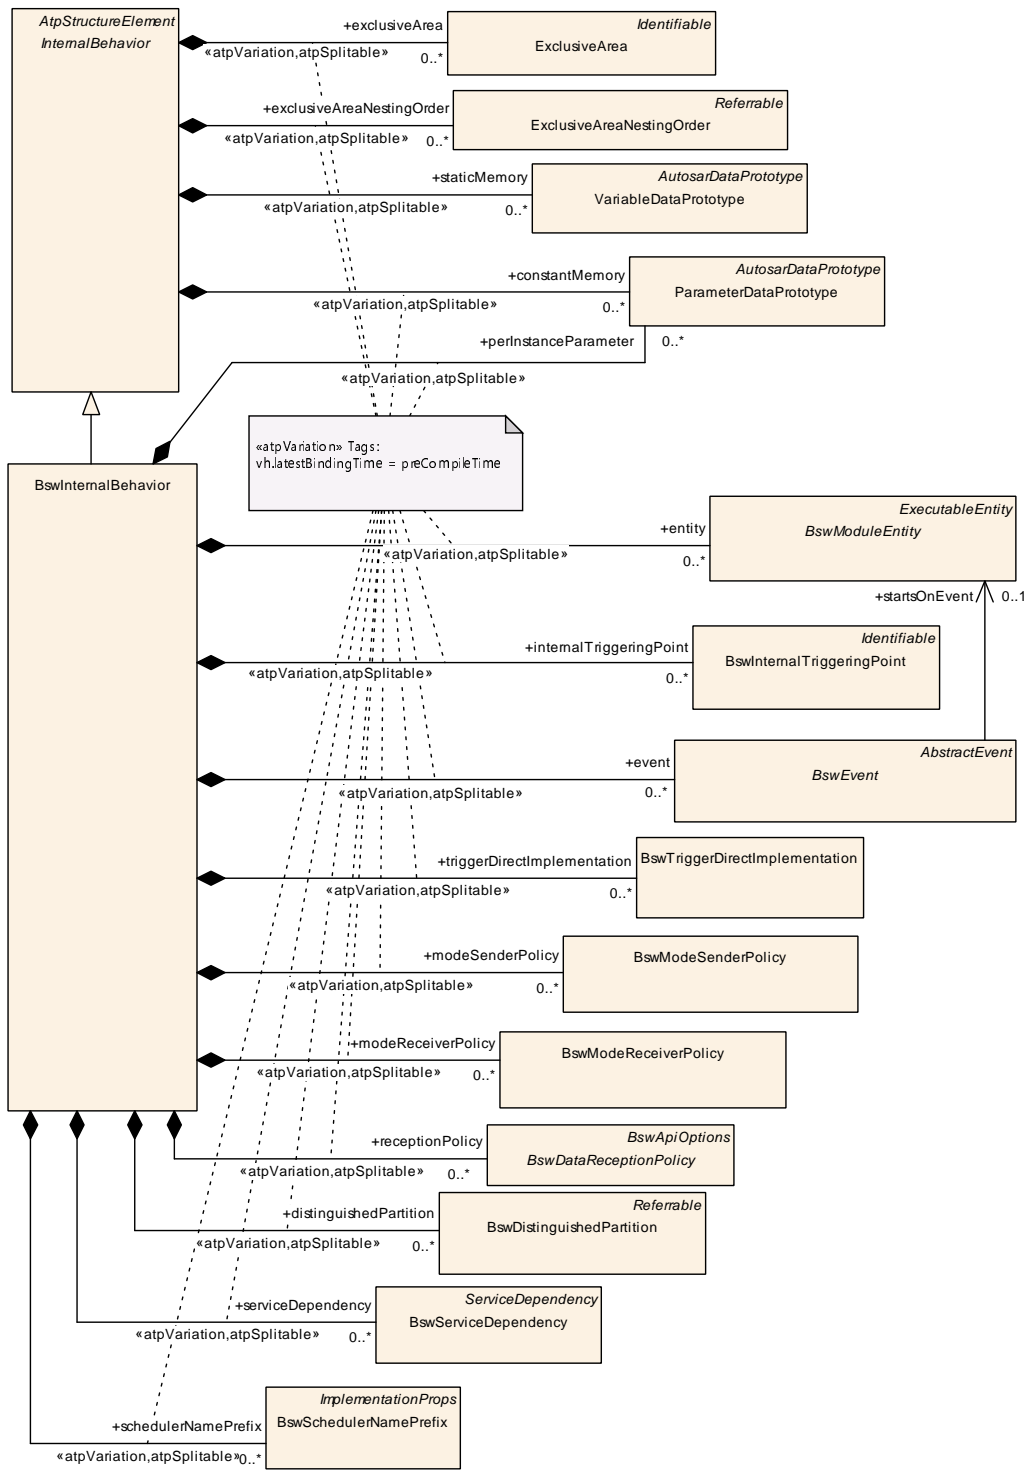 AtpStructureElement
InternalBehavior
+exclusiveArea
«atpVariation,atpSplitable»
0..*
Identifiable
ExclusiveArea
+exclusiveAreaNestingOrder
«atpVariation,atpSplitable»
0..*
Referrable
ExclusiveAreaNestingOrder
+staticMemory
«atpVariation,atpSplitable»
0..*
AutosarDataPrototype
VariableDataPrototype
+constantMemory
«atpVariation,atpSplitable»
0..*
AutosarDataPrototype
ParameterDataPrototype
+perInstanceParameter
0..*
«atpVariation,atpSplitable»
«atpVariation» Tags:
vh.latestBindingTime = preCompileTime
BswInternalBehavior
+entity
«atpVariation,atpSplitable»
0..*
ExecutableEntity
BswModuleEntity
+startsOnEvent
0..1
+internalTriggeringPoint
«atpVariation,atpSplitable»
0..*
Identifiable
BswInternalTriggeringPoint
+event
«atpVariation,atpSplitable»
0..*
AbstractEvent
BswEvent
+triggerDirectImplementation
«atpVariation,atpSplitable»
0..*
BswTriggerDirectImplementation
+modeSenderPolicy
«atpVariation,atpSplitable»
0..*
BswModeSenderPolicy
+modeReceiverPolicy
«atpVariation,atpSplitable»
0..*
BswModeReceiverPolicy
+receptionPolicy
«atpVariation,atpSplitable»
0..*
BswApiOptions
BswDataReceptionPolicy
+distinguishedPartition
«atpVariation,atpSplitable»
0..*
Referrable
BswDistinguishedPartition
+serviceDependency
«atpVariation,atpSplitable»
0..*
ServiceDependency
BswServiceDependency
+schedulerNamePrefix
«atpVariation,atpSplitable»
0..*
ImplementationProps
BswSchedulerNamePrefix